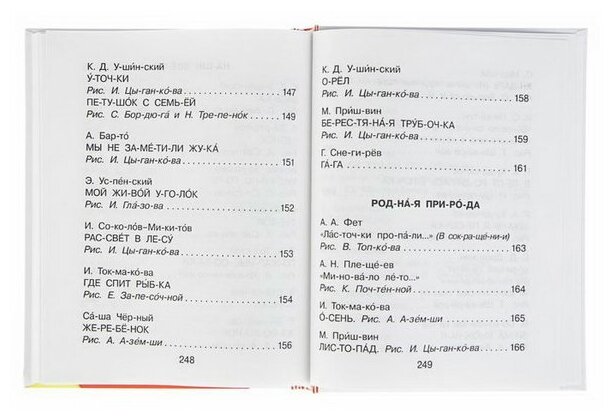 К. Д. У-ши́н-ский
У́-ТОЧ-КИ
Рис. И. Цы-ган-ко́-ва ..................147
ПЕ-ТУ-ШО́К С СЕМЬ-ЁЙ
Рис. С. Бор-дю-га́ и Н. Тре-пе-но́к ......149
А. Бар-то́
МЫ НЕ ЗА-МЕ́-ТИ-ЛИ ЖУ-КА́
Рис. И. Цы-ган-ко́-ва ..................151
Э. Ус-пе́н-ский
МОЙ ЖИ-ВО́Й У-ГО-ЛО́К
Рис. И. Гла́-зо-ва ....................152
И. Со-ко-ло́в–Ми-ки-то́в
РАС-СВЕ́Т В ЛЕ-СУ́
Рис. И. Цы-ган-ко́-ва ..................153
И. Ток-ма-ко́-ва
ГДЕ СПИТ РЫ́Б-КА
Рис. Е. За-пе-со́ч-ной ..................154
Са́-ша Чёр-ный
ЖЕ-РЕ-БЁ-НОК
Рис. А. А-зе́м-ши ......................156
248
К. Д. У-ши́н-ский
О-РЁЛ
Рис. И. Цы-ган-ко́-ва ..................158
М. При́ш-вин
БЕ-РЕС-ТЯ-НА́-Я ТРУ́Б-ОЧ-КА
Рис. И. Цы-ган-ко́-ва ..................159
Г. Сне-ги-рёв
ГА́-ГА ................................161
РОД-НА́-Я ПРИ-РО́-ДА
А. А. Фет
«Ла́с-точ-ки про-па́-ли...» (В сок-ра-ще́-ни-и)
Рис. В. Топ-ко́-ва ....................163
А. Н. Пле-ще́-ев
«Ми-но-ва́-ло ле́-то...»
Рис. К. Поч-те́н-ной ..................164
И. Ток-ма-ко́-ва
О́-СЕНЬ. Рис. А. А-зе́м-ши ............165
М. При́ш-вин
ЛИС-ТО-ПА́Д. Рис. И. Цы-ган-ко́-ва ......166
249